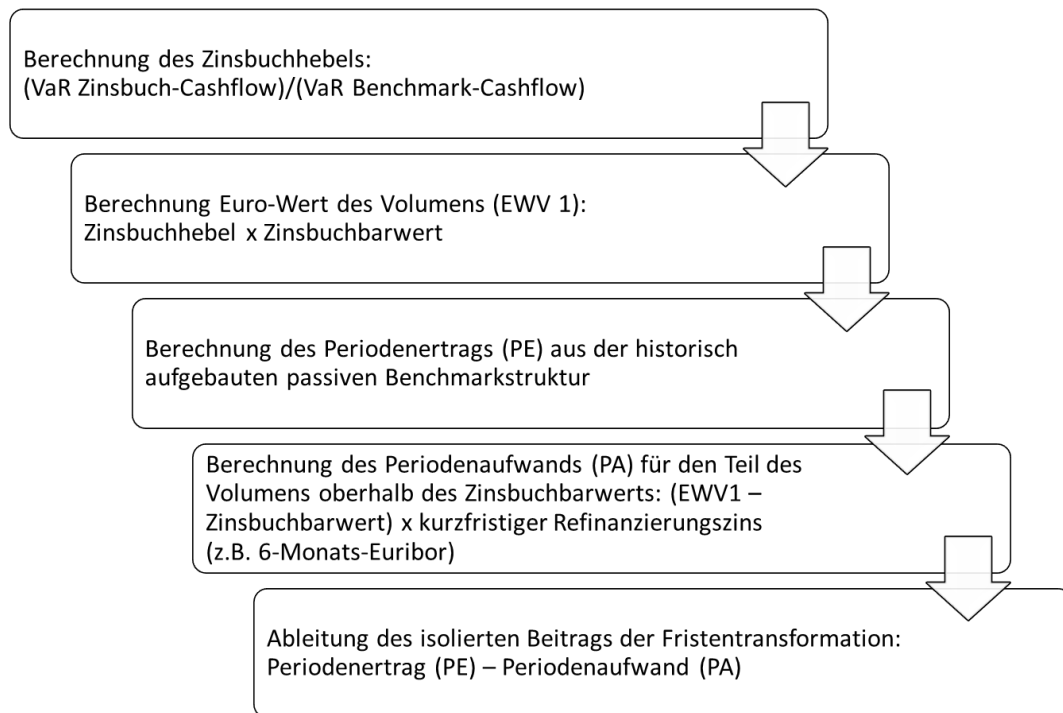 Berechnung des Zinsbuchhebels:
(VaR Zinsbuch-Cashflow)/(VaR Benchmark-Cashflow)
Berechnung Euro-Wert des Volumens (EWV 1):
Zinsbuchhebel x Zinsbuchbarwert
Berechnung des Periodenertrags (PE) aus der historisch
aufgebauten passiven Benchmarkstruktur
Berechnung des Periodenaufwands (PA) für den Teil des
Volumens oberhalb des Zinsbuchbarwerts: (EWV1 –
Zinsbuchbarwert) x kurzfristiger Refinanzierungszins
(z.B. 6-Monats-Euribor)
Ableitung des isolierten Beitrags der Fristentransformation:
Periodenertrag (PE) – Periodenaufwand (PA)